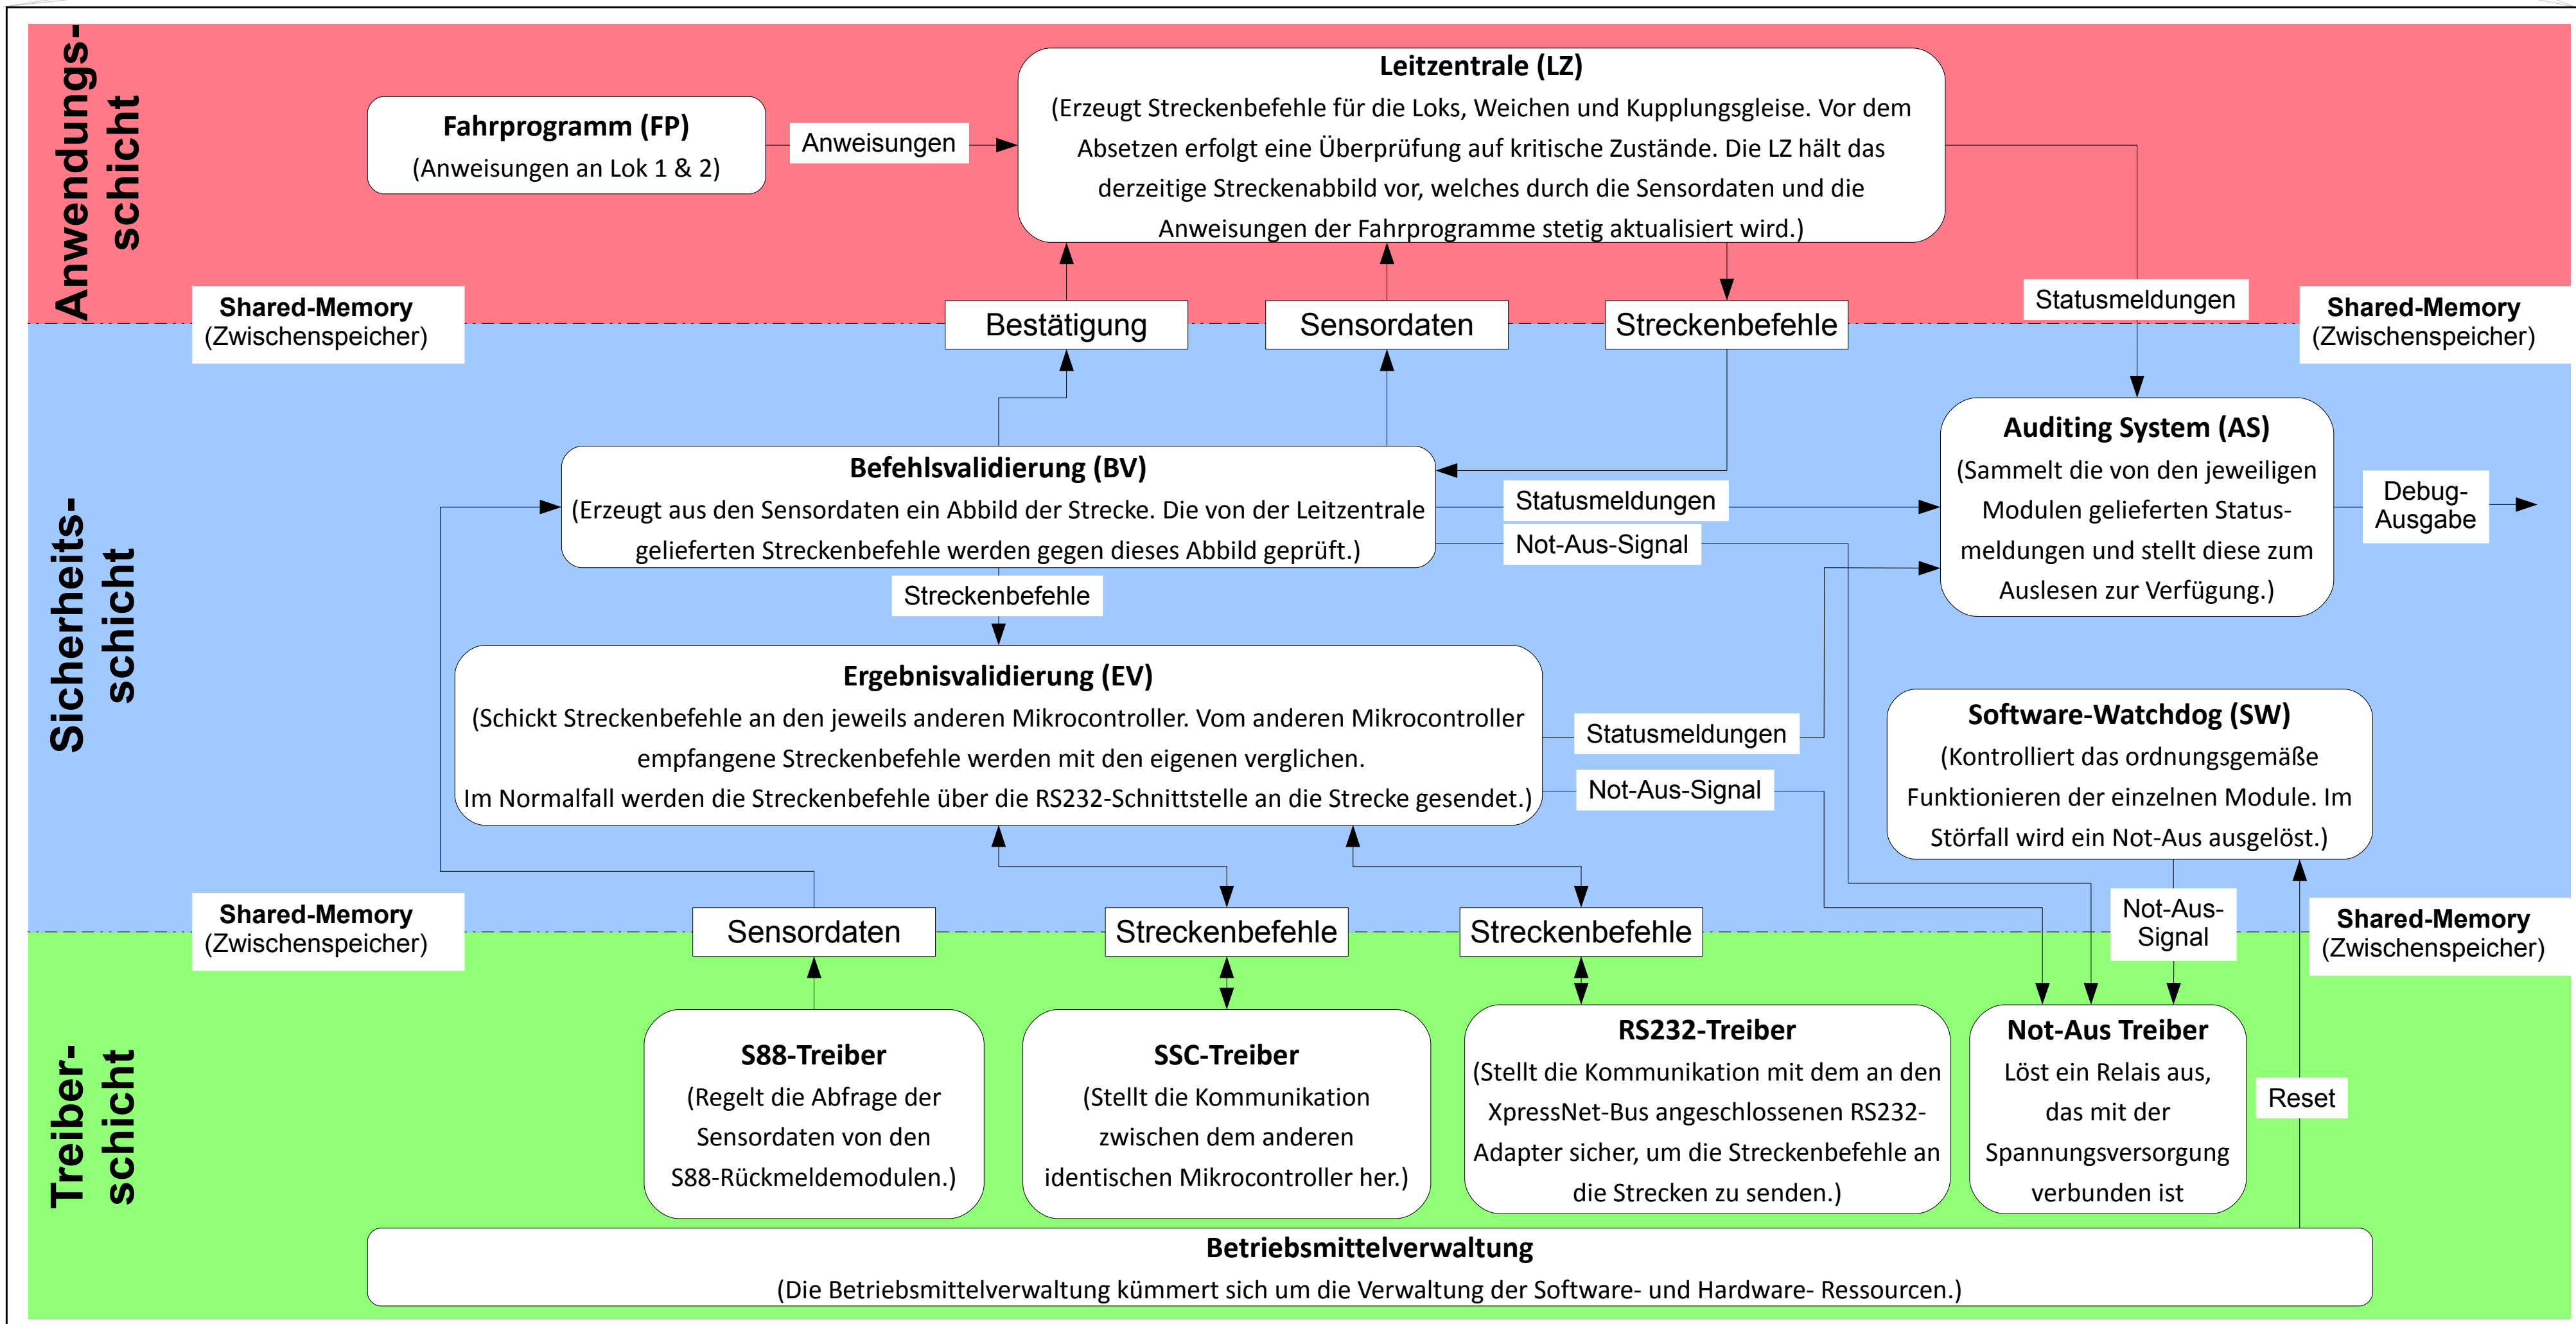 Anwendungs-
schicht
Fahrprogramm (FP)
(Anweisungen an Lok 1 & 2)
Anweisungen
Leitzentrale (LZ)
(Erzeugt Streckenbefehle für die Loks, Weichen und Kupplungsgleise. Vor dem
Absetzen erfolgt eine Überprüfung auf kritische Zustände. Die LZ hält das
derzeitige Streckenabbild vor, welches durch die Sensordaten und die
Anweisungen der Fahrprogramme stetig aktualisiert wird.)
Statusmeldungen
Shared-Memory
(Zwischenspeicher)
Bestätigung
Sensordaten
Streckenbefehle
Shared-Memory
(Zwischenspeicher)
Sicherheits-
schicht
Befehlsvalidierung (BV)
(Erzeugt aus den Sensordaten ein Abbild der Strecke. Die von der Leitzentrale
gelieferten Streckenbefehle werden gegen dieses Abbild geprüft.)
Statusmeldungen
Not-Aus-Signal
Auditing System (AS)
(Sammelt die von den jeweiligen
Modulen gelieferten Status-
meldungen und stellt diese zum
Auslesen zur Verfügung.)
Debug-
Ausgabe
Streckenbefehle
Ergebnisvalidierung (EV)
(Schickt Streckenbefehle an den jeweils anderen Mikrocontroller. Vom anderen Mikrocontroller
empfangene Streckenbefehle werden mit den eigenen verglichen.
Im Normalfall werden die Streckenbefehle über die RS232-Schnittstelle an die Strecke gesendet.)
Statusmeldungen
Not-Aus-Signal
Software-Watchdog (SW)
(Kontrolliert das ordnungsgemäße
Funktionieren der einzelnen Module. Im
Störfall wird ein Not-Aus ausgelöst.)
Shared-Memory
(Zwischenspeicher)
Sensordaten
Streckenbefehle
Streckenbefehle
Not-Aus-
Signal
Shared-Memory
(Zwischenspeicher)
Treiber-
schicht
S88-Treiber
(Regelt die Abfrage der
Sensordaten von den
S88-Rückmeldemodulen.)
SSC-Treiber
(Stellt die Kommunikation
zwischen dem anderen
identischen Mikrocontroller her.)
RS232-Treiber
(Stellt die Kommunikation mit dem an den
XpressNet-Bus angeschlossenen RS232-
Adapter sicher, um die Streckenbefehle an
die Strecken zu senden.)
Not-Aus Treiber
Löst ein Relais aus,
das mit der
Spannungsversorgung
verbunden ist
Reset
Betriebsmittelverwaltung
(Die Betriebsmittelverwaltung kümmert sich um die Verwaltung der Software- und Hardware- Ressourcen.)